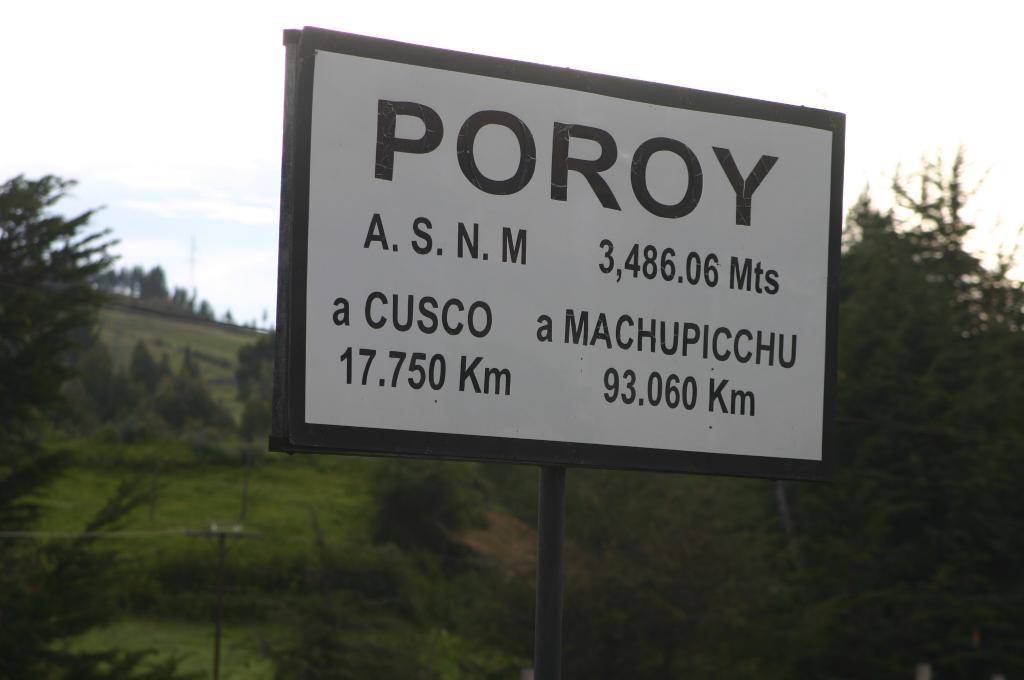 POROY
A. S. N. M 3,486.06 Mts
a CUSCO a MACHUPICCHU
17.750 Km 93.060 Km